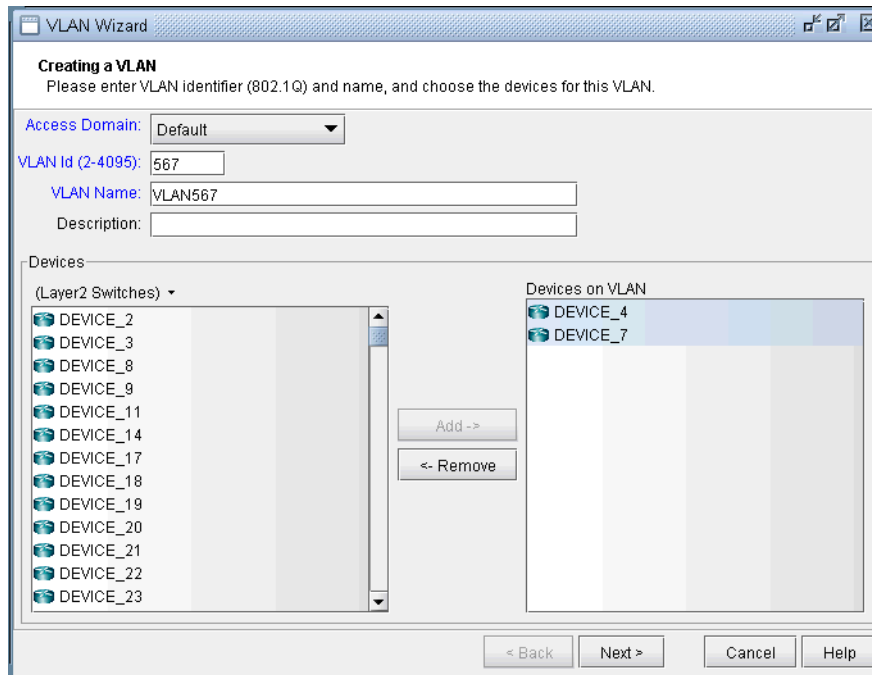 VLAN Wizard
Creating a VLAN
Please enter VLAN identifier (802.1Q) and name, and choose the devices for this VLAN.
Access Domain: Default
VLAN Id (2-4095): 567
VLAN Name: VLAN567
Description:
Devices
(Layer2 Switches)
DEVICE_2
DEVICE_3
DEVICE_8
DEVICE_9
DEVICE_11
DEVICE_14
DEVICE_17
DEVICE_18
DEVICE_19
DEVICE_20
DEVICE_21
DEVICE_22
DEVICE_23
Add ->
<- Remove
Devices on VLAN
DEVICE_4
DEVICE_7
< Back Next > Cancel Help